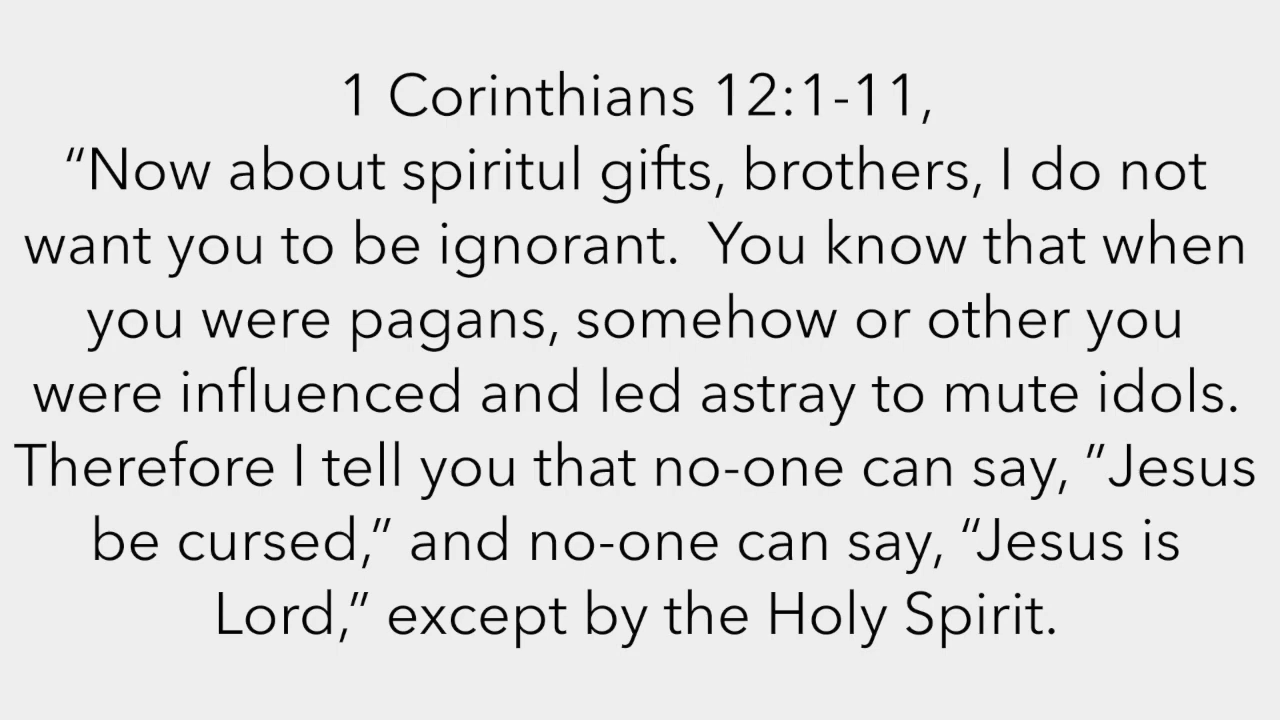 1 Corinthians 12:1-11,
“Now about spiritul gifts, brothers, I do not
want you to be ignorant.  You know that when
you were pagans, somehow or other you
were influenced and led astray to mute idols.
Therefore I tell you that no-one can say, ”Jesus
be cursed,” and no-one can say, “Jesus is
Lord,” except by the Holy Spirit.